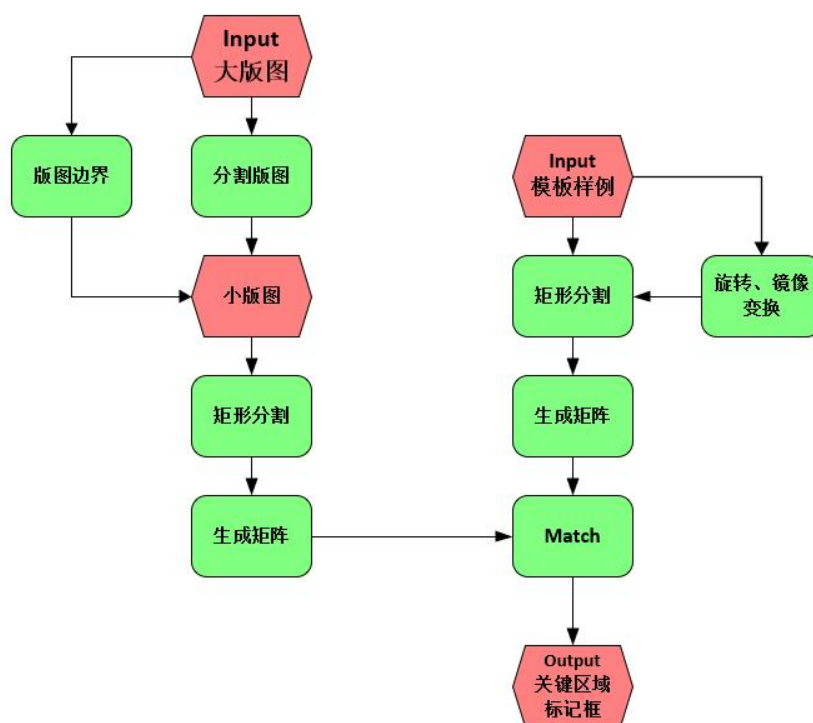 Input
大版图
版图边界
分割版图
小版图
矩形分割
生成矩阵
Input
模板样例
矩形分割
旋转、镜像
变换
生成矩阵
Match
Output
关键区域
标记框